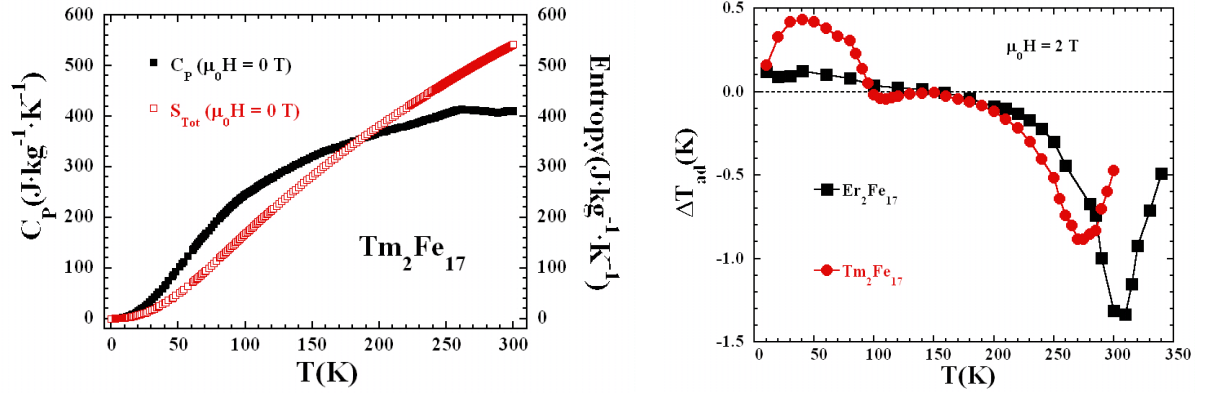 600
500
400
300
200
100
0
C_P (J·kg⁻¹·K⁻¹)
■ C_P (μ₀H = 0 T)
□ S_Tot (μ₀H = 0 T)
Tm₂Fe₁₇
0 50 100 150 200 250 300
T(K)
600
500
400
300
200
100
0
Entropy(J·kg⁻¹·K⁻¹)
0.5
0.0
-0.5
-1.0
-1.5
ΔT_ad(K)
μ₀H = 2 T
Er₂Fe₁₇
Tm₂Fe₁₇
0 50 100 150 200 250 300 350
T(K)